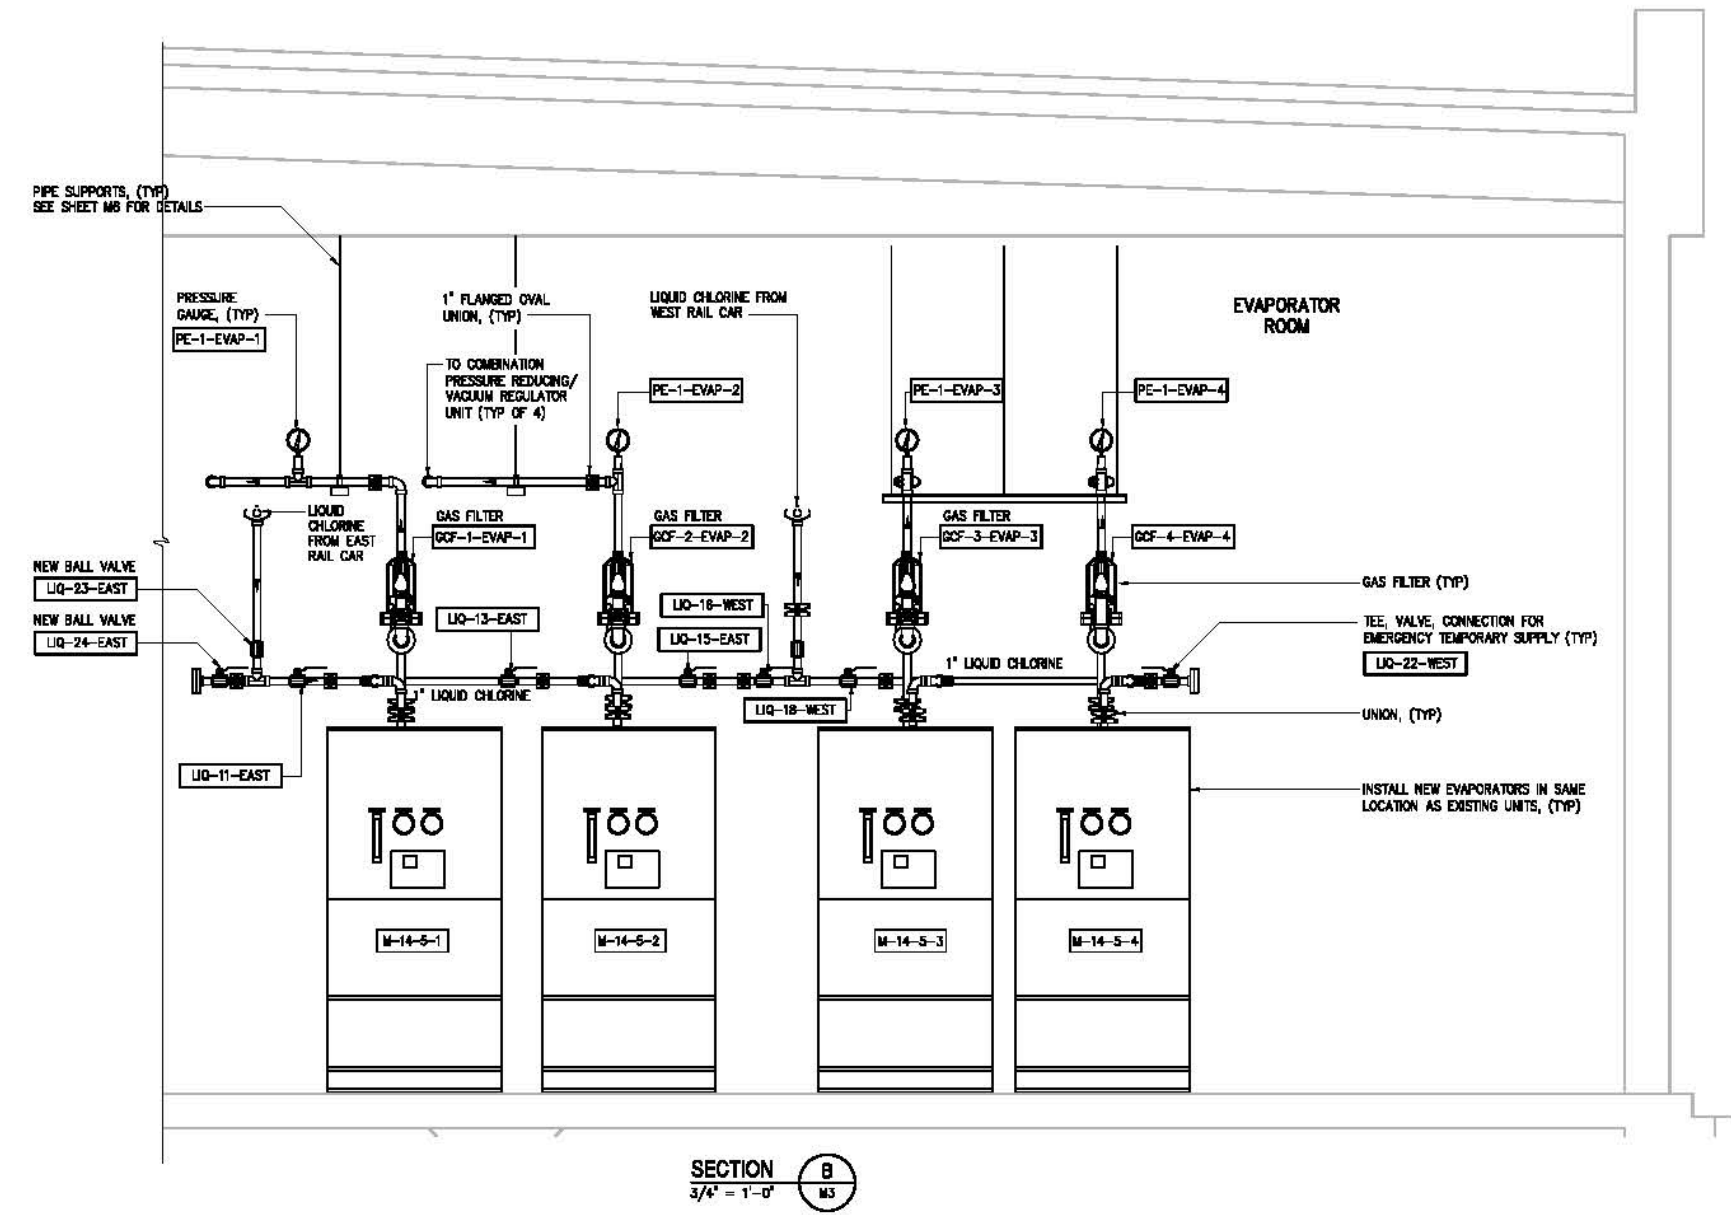 PIPE SUPPORTS, (TYP)
SEE SHEET M6 FOR DETAILS
PRESSURE
GAUGE, (TYP)
PE-1-EVAP-1
1" FLANGED OVAL
UNION, (TYP)
TO COMBINATION
PRESSURE REDUCING/
VACUUM REGULATOR
UNIT (TYP OF 4)
LIQUID CHLORINE FROM
WEST RAIL CAR
EVAPORATOR
ROOM
PE-1-EVAP-2
PE-1-EVAP-3
PE-1-EVAP-4
LIQUID
CHLORINE
FROM EAST
RAIL CAR
GAS FILTER
GCF-1-EVAP-1
GAS FILTER
GCF-2-EVAP-2
GAS FILTER
GCF-3-EVAP-3
GCF-4-EVAP-4
NEW BALL VALVE
LIQ-23-EAST
NEW BALL VALVE
LIQ-24-EAST
LIQ-13-EAST
LIQ-16-WEST
LIQ-15-EAST
GAS FILTER (TYP)
TEE, VALVE, CONNECTION FOR
EMERGENCY TEMPORARY SUPPLY (TYP)
LIQ-22-WEST
1" LIQUID CHLORINE
1" LIQUID CHLORINE
LIQ-18-WEST
UNION, (TYP)
LIQ-11-EAST
INSTALL NEW EVAPORATORS IN SAME
LOCATION AS EXISTING UNITS, (TYP)
M-14-5-1
M-14-5-2
M-14-5-3
M-14-5-4
SECTION
3/4" = 1'-0"
B
M3